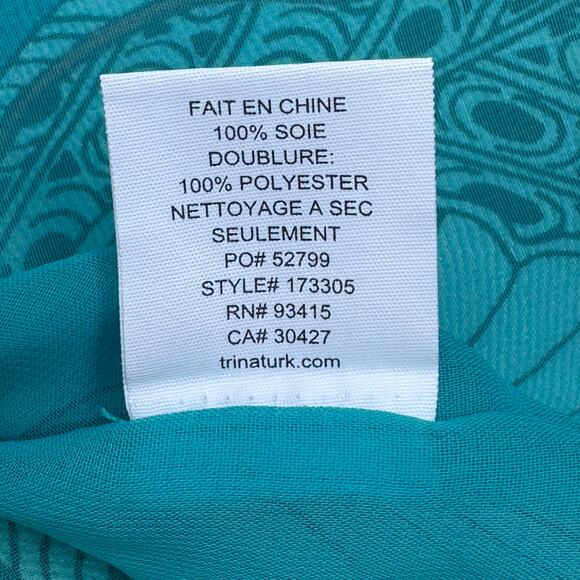 FAIT EN CHINE
100% SOIE
DOUBLURE:
100% POLYESTER
NETTOYAGE A SEC
SEULEMENT
PO# 52799
STYLE# 173305
RN# 93415
CA# 30427
trinaturk.com